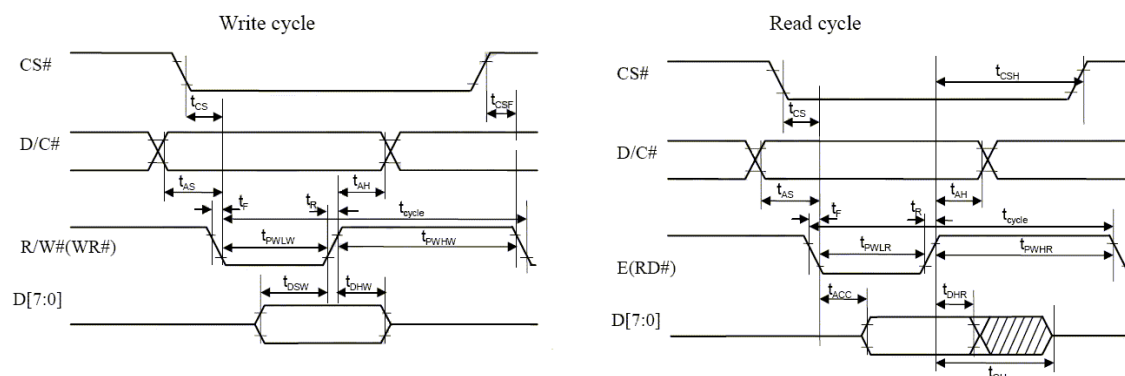 Write cycle
CS#
tCS
tCSF
D/C#
tAS
tF
tR
tAH
tcycle
R/W#(WR#)
tPWLW
tPWHW
D[7:0]
tDSW
tDHW
Read cycle
CS#
tCSH
tCS
D/C#
tAS
tF
tR
tAH
tcycle
E(RD#)
tPWLR
tPWHR
tACC
tDHR
D[7:0]